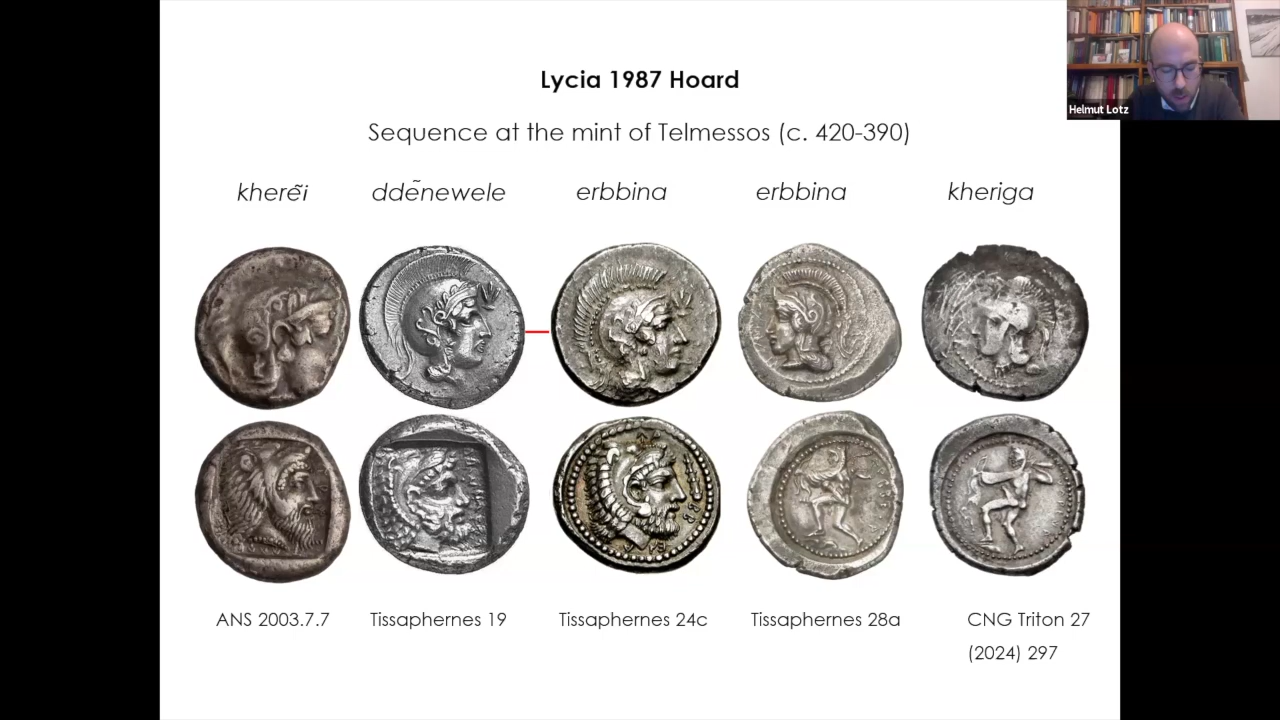 Lycia 1987 Hoard
Helmut Lotz
Sequence at the mint of Telmessos (c. 420-390)
kherẽi ddẽnewele erbbina erbbina kheriga
ANS 2003.7.7 Tissaphernes 19 Tissaphernes 24c Tissaphernes 28a CNG Triton 27
(2024) 297